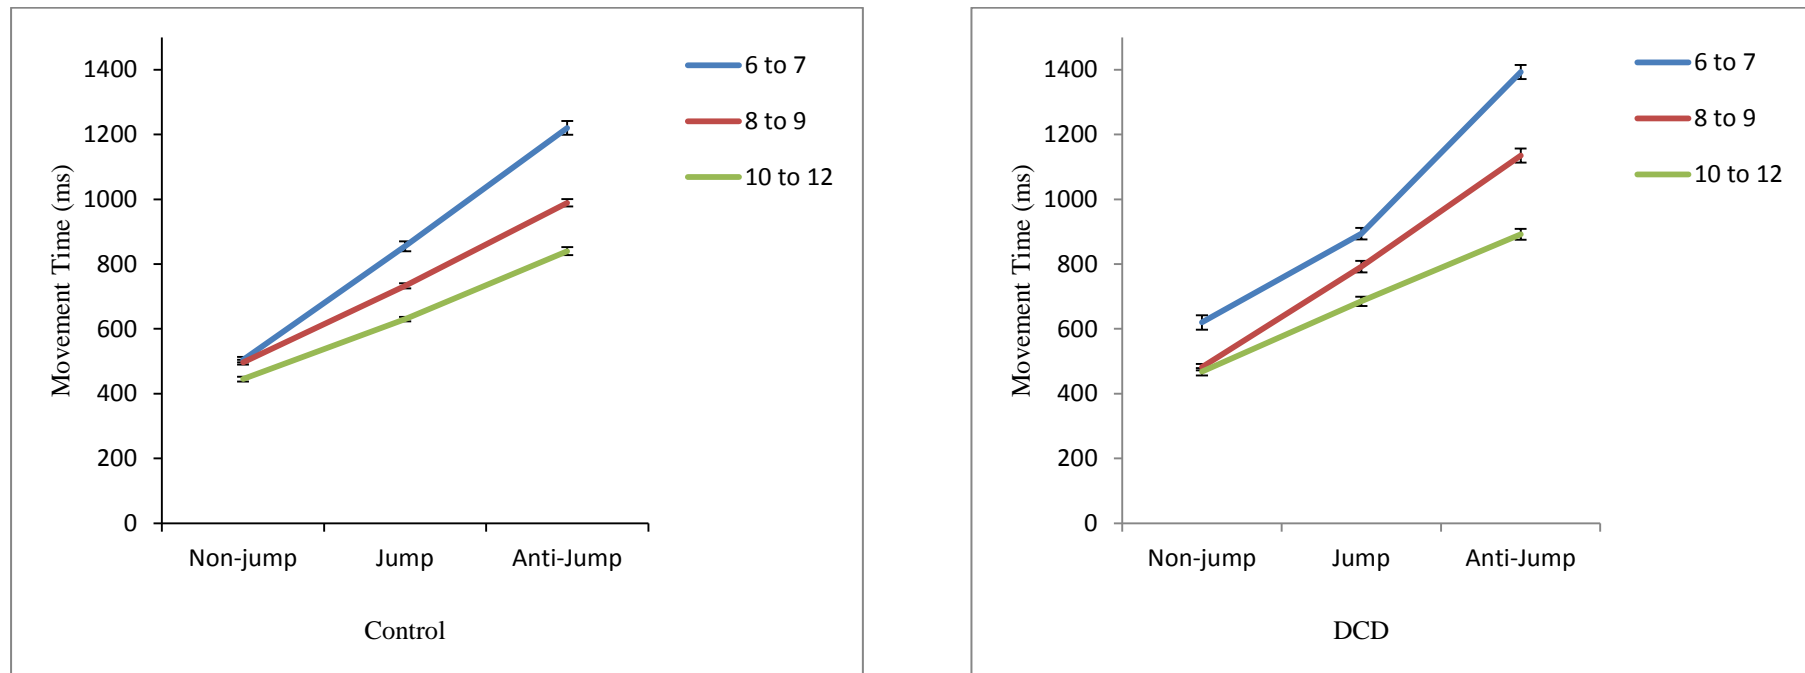 Movement Time (ms)
1400
1200
1000
800
600
400
200
0
Non-jump Jump Anti-Jump
Control
6 to 7
8 to 9
10 to 12
Movement Time (ms)
1400
1200
1000
800
600
400
200
0
Non-jump Jump Anti-Jump
DCD
6 to 7
8 to 9
10 to 12